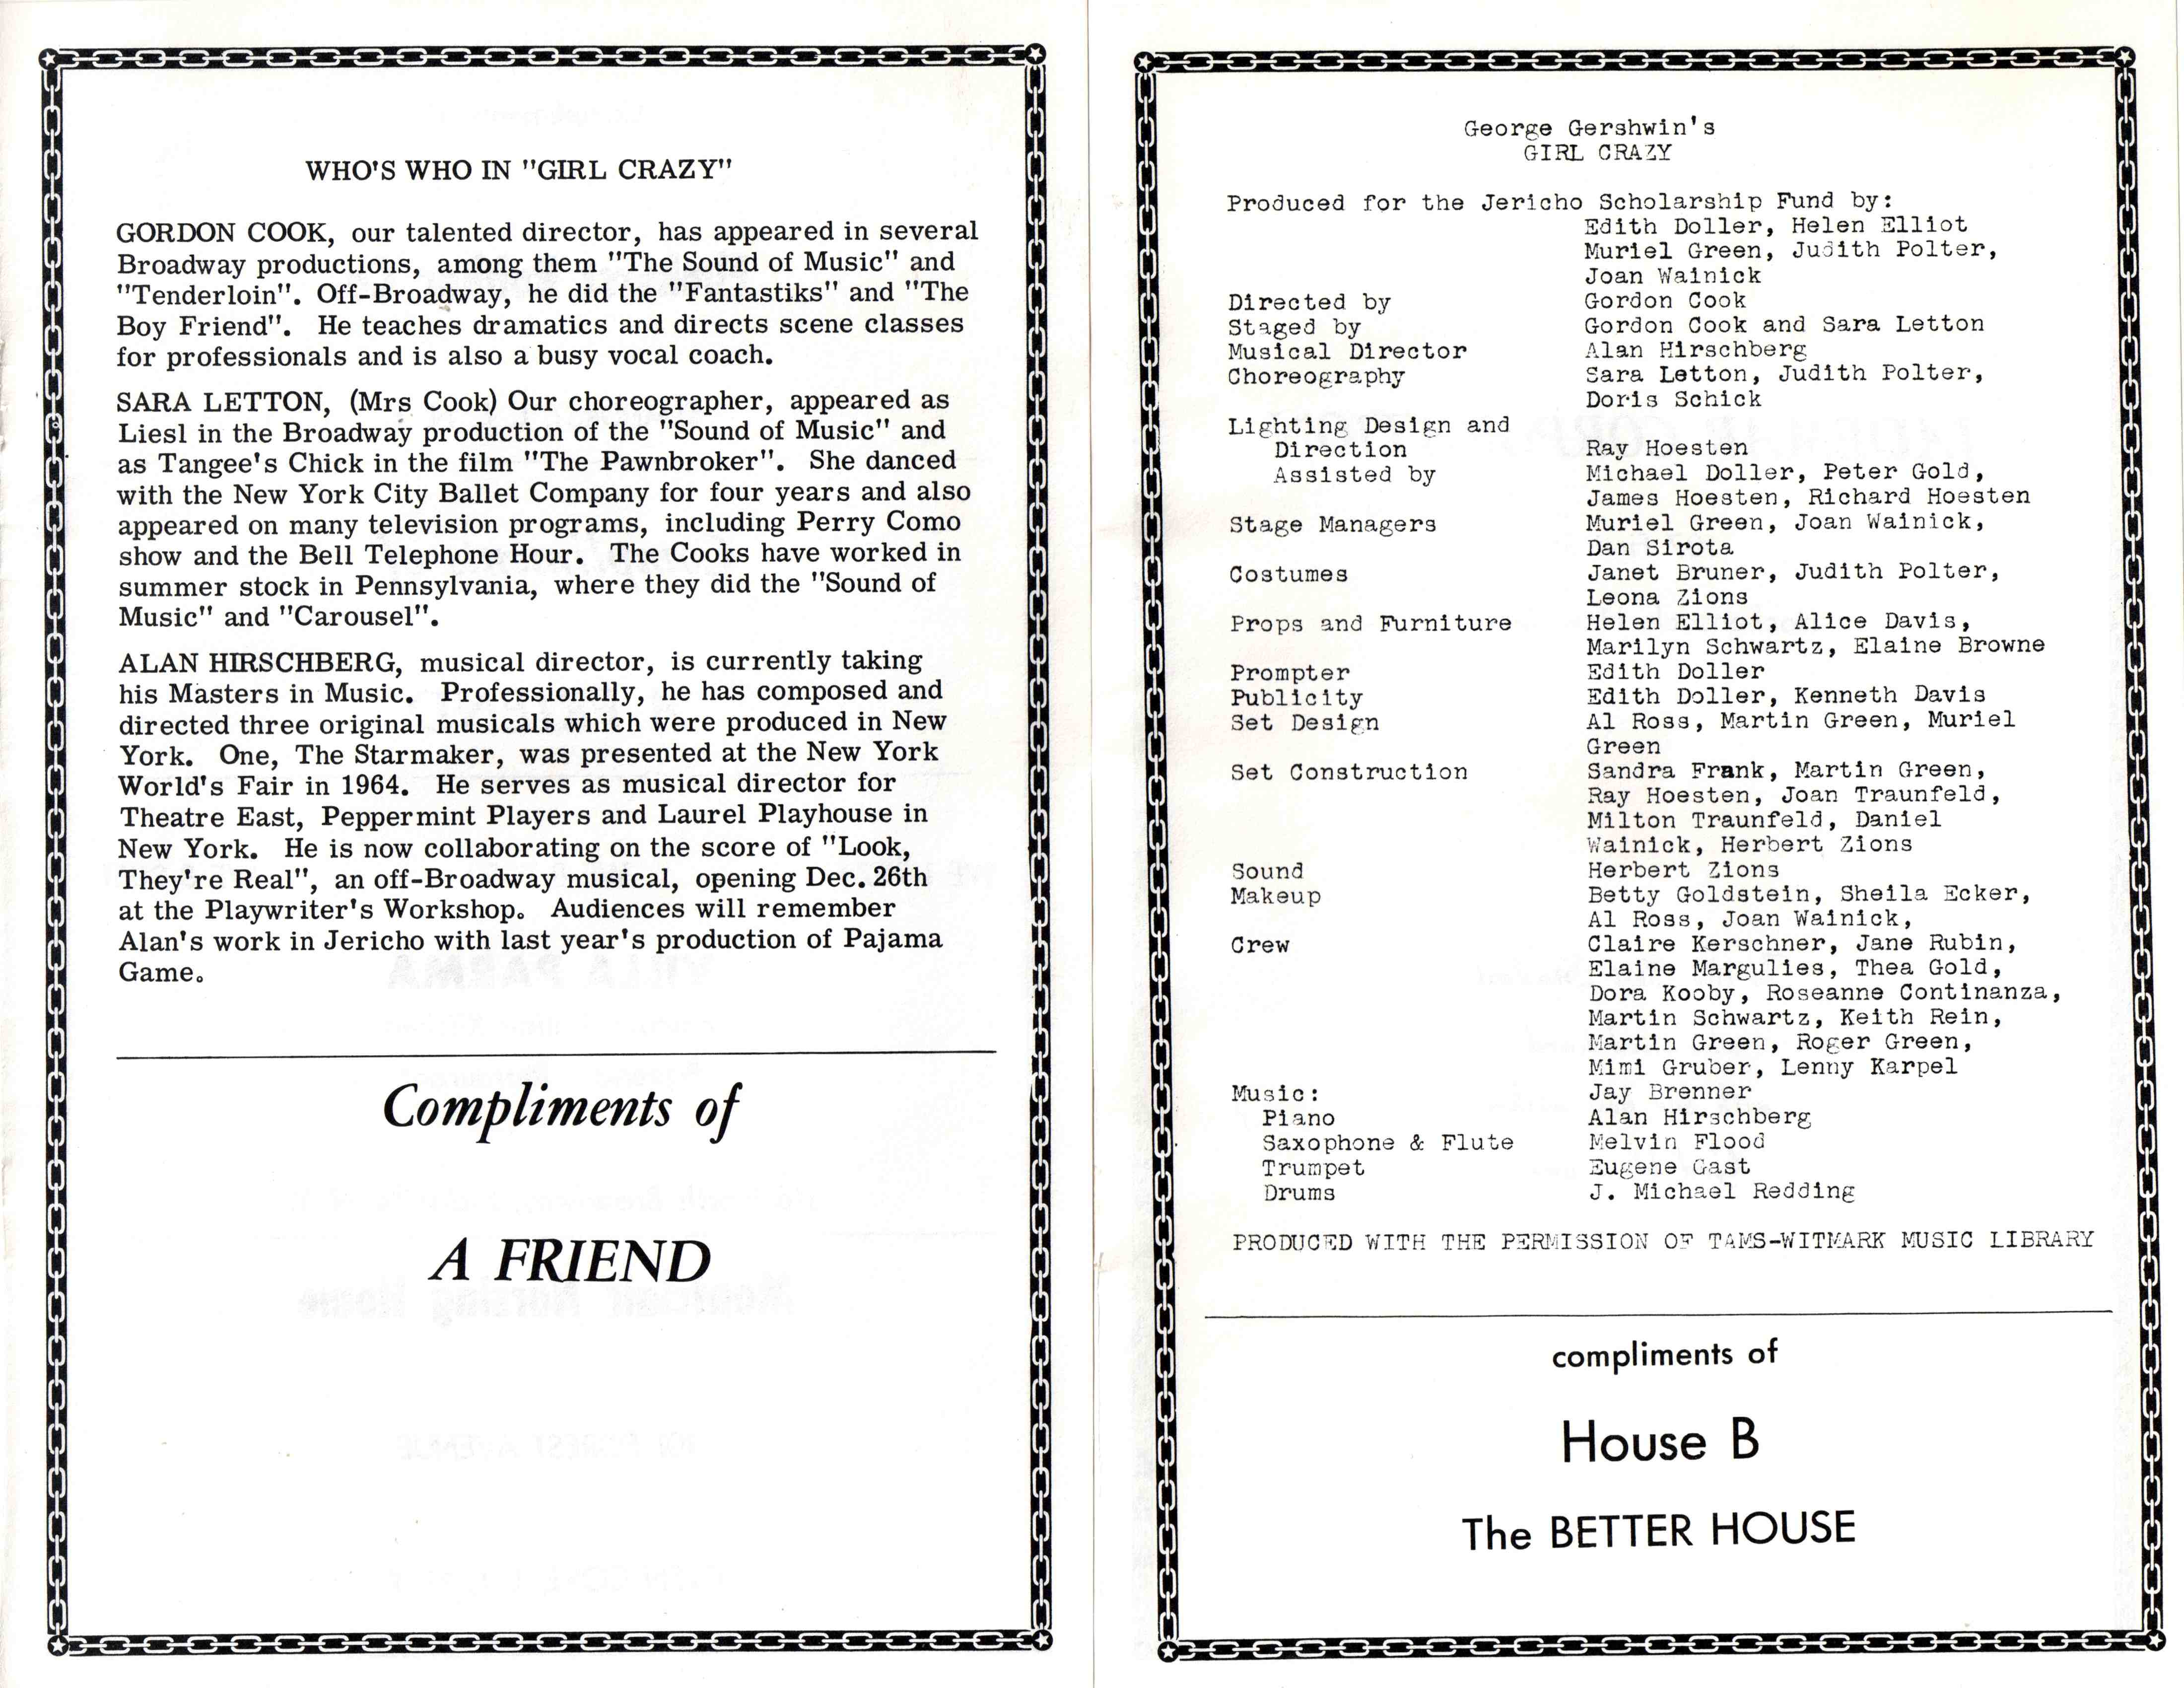 WHO'S WHO IN "GIRL CRAZY"
GORDON COOK, our talented director, has appeared in several
Broadway productions, among them "The Sound of Music" and
"Tenderloin". Off-Broadway, he did the "Fantastiks" and "The
Boy Friend". He teaches dramatics and directs scene classes
for professionals and is also a busy vocal coach.
SARA LETTON, (Mrs Cook) Our choreographer, appeared as
Liesl in the Broadway production of the "Sound of Music" and
as Tangee's Chick in the film "The Pawnbroker". She danced
with the New York City Ballet Company for four years and also
appeared on many television programs, including Perry Como
show and the Bell Telephone Hour. The Cooks have worked in
summer stock in Pennsylvania, where they did the "Sound of
Music" and "Carousel".
ALAN HIRSCHBERG, musical director, is currently taking
his Masters in Music. Professionally, he has composed and
directed three original musicals which were produced in New
York. One, The Starmaker, was presented at the New York
World's Fair in 1964. He serves as musical director for
Theatre East, Peppermint Players and Laurel Playhouse in
New York. He is now collaborating on the score of "Look,
They're Real", an off-Broadway musical, opening Dec. 26th
at the Playwriter's Workshop. Audiences will remember
Alan's work in Jericho with last year's production of Pajama
Game.
Compliments of
A FRIEND
George Gershwin's
GIRL CRAZY
Produced for the Jericho Scholarship Fund by:
Edith Doller, Helen Elliot
Muriel Green, Judith Polter,
Joan Wainick
Directed by Gordon Cook
Staged by Gordon Cook and Sara Letton
Musical Director Alan Hirschberg
Choreography Sara Letton, Judith Polter,
Doris Schick
Lighting Design and
Direction Ray Hoesten
Assisted by Michael Doller, Peter Gold,
James Hoesten, Richard Hoesten
Stage Managers Muriel Green, Joan Wainick,
Dan Sirota
Costumes Janet Bruner, Judith Polter,
Leona Zions
Props and Furniture Helen Elliot, Alice Davis,
Marilyn Schwartz, Elaine Browne
Prompter Edith Doller
Publicity Edith Doller, Kenneth Davis
Set Design Al Ross, Martin Green, Muriel
Green
Set Construction Sandra Frank, Martin Green,
Ray Hoesten, Joan Traunfeld,
Milton Traunfeld, Daniel
Wainick, Herbert Zions
Sound Herbert Zions
Makeup Betty Goldstein, Sheila Ecker,
Al Ross, Joan Wainick,
Crew Claire Kerschner, Jane Rubin,
Elaine Margulies, Thea Gold,
Dora Kooby, Roseanne Continanza,
Martin Schwartz, Keith Rein,
Martin Green, Roger Green,
Mimi Gruber, Lenny Karpel
Music: Jay Brenner
Piano Alan Hirschberg
Saxophone & Flute Melvin Flood
Trumpet Eugene Gast
Drums J. Michael Redding
PRODUCED WITH THE PERMISSION OF TAMS-WITMARK MUSIC LIBRARY
compliments of
House B
The BETTER HOUSE